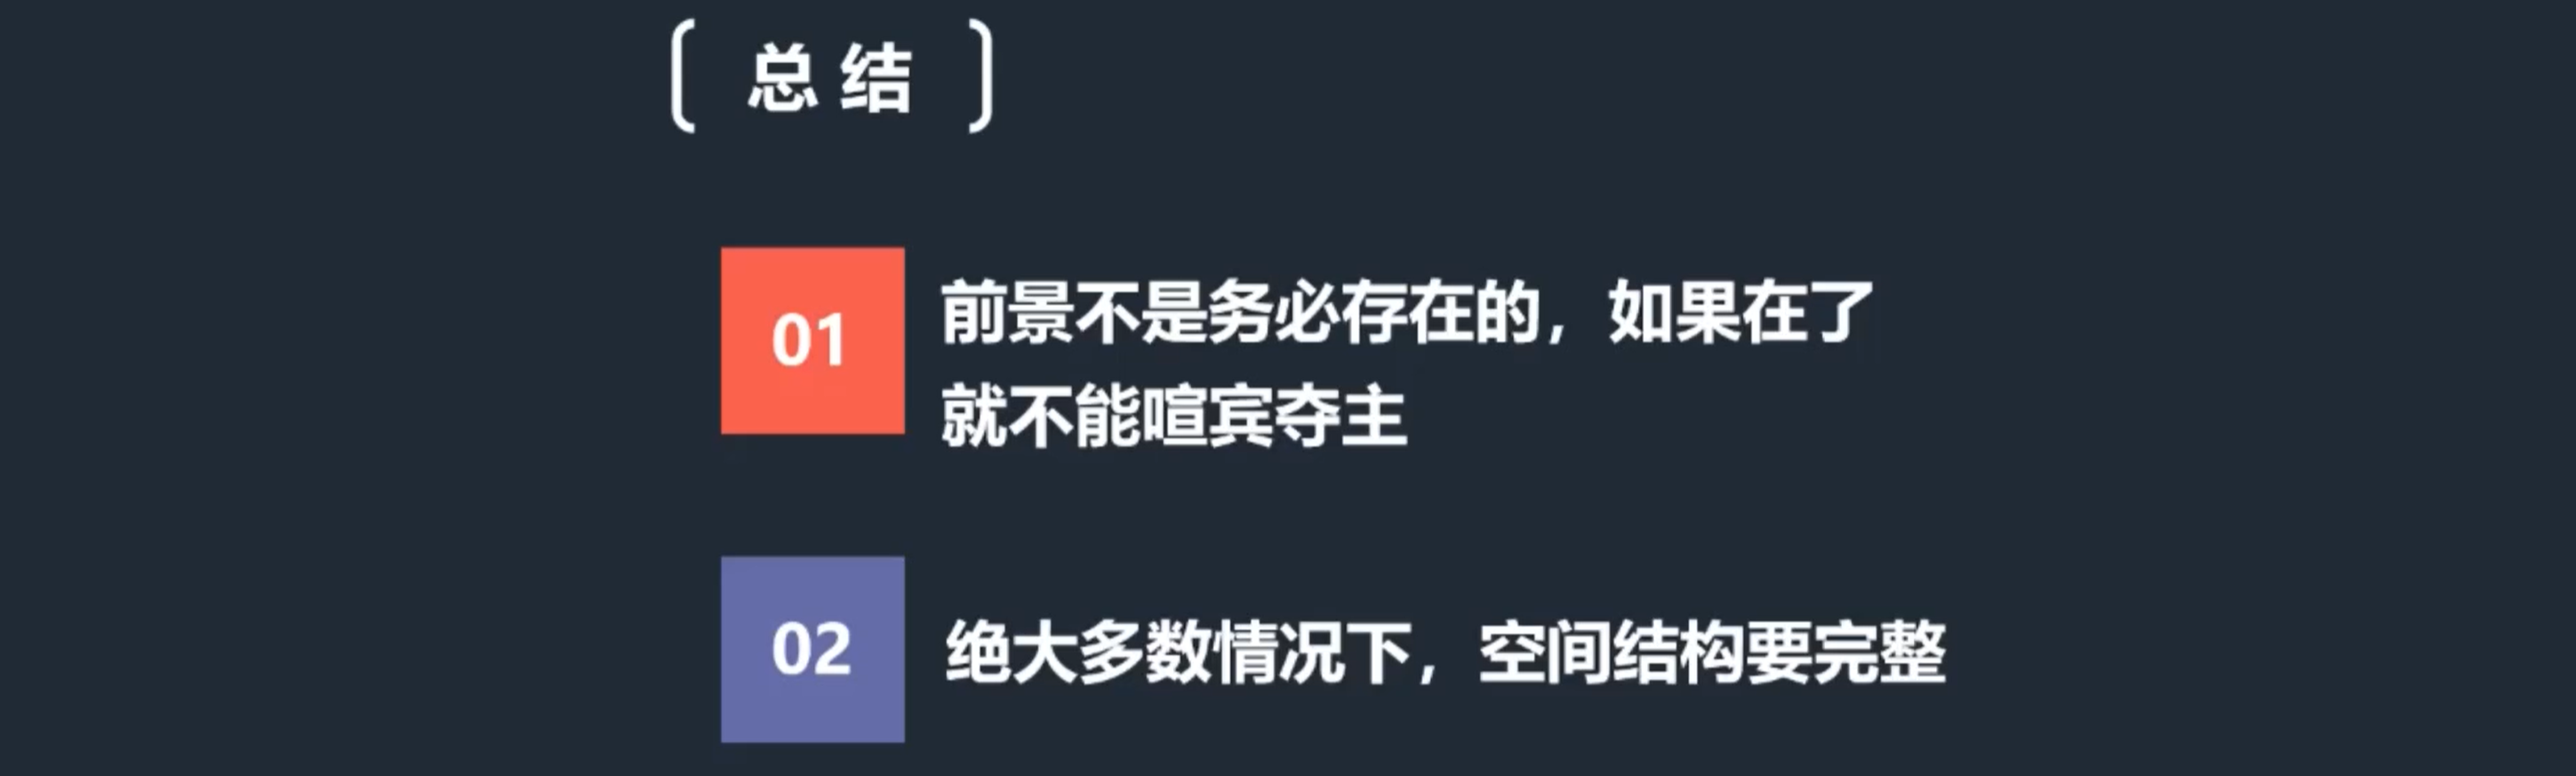 总结
01
前景不是务必存在的，如果在了
就不能喧宾夺主
02
绝大多数情况下，空间结构要完整